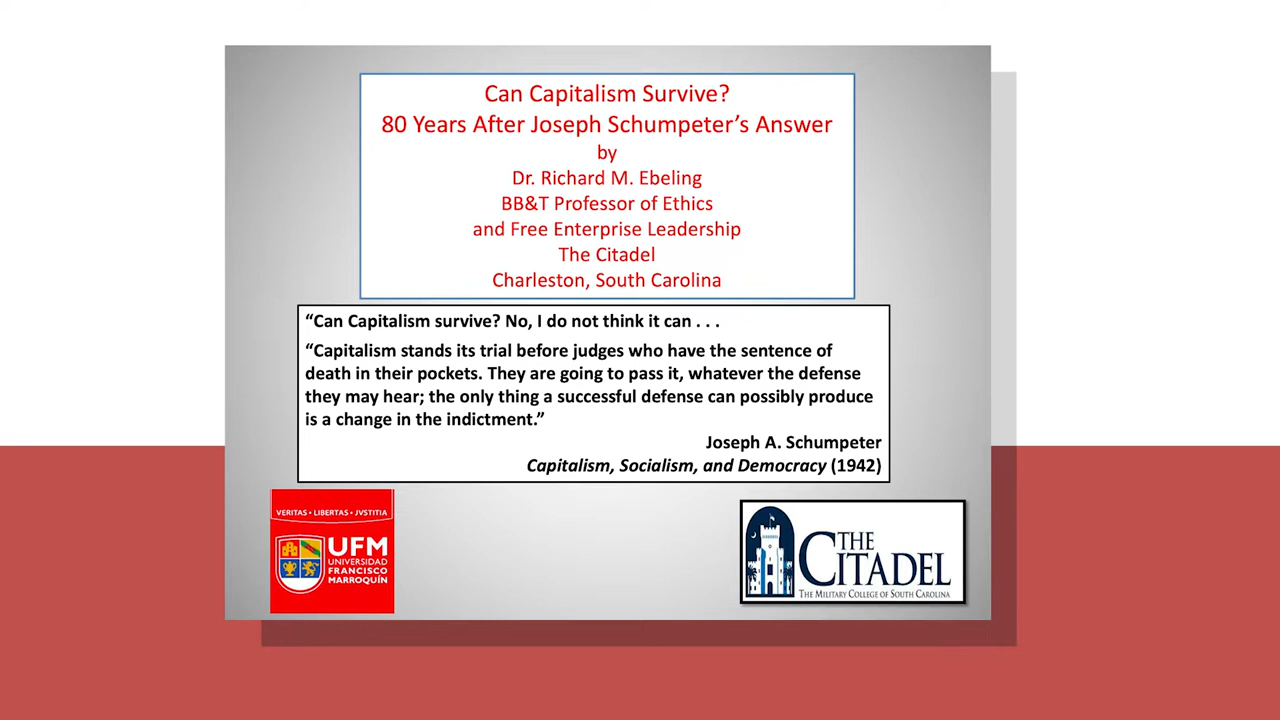 Can Capitalism Survive?
80 Years After Joseph Schumpeter’s Answer
by
Dr. Richard M. Ebeling
BB&T Professor of Ethics
and Free Enterprise Leadership
The Citadel
Charleston, South Carolina
“Can Capitalism survive? No, I do not think it can . . .
“Capitalism stands its trial before judges who have the sentence of
death in their pockets. They are going to pass it, whatever the defense
they may hear; the only thing a successful defense can possibly produce
is a change in the indictment.”
Joseph A. Schumpeter
Capitalism, Socialism, and Democracy (1942)
VERITAS • LIBERTAS • JVSTITIA
UFM
UNIVERSIDAD
FRANCISCO
MARROQUÍN
THE
CITADEL
THE MILITARY COLLEGE OF SOUTH CAROLINA